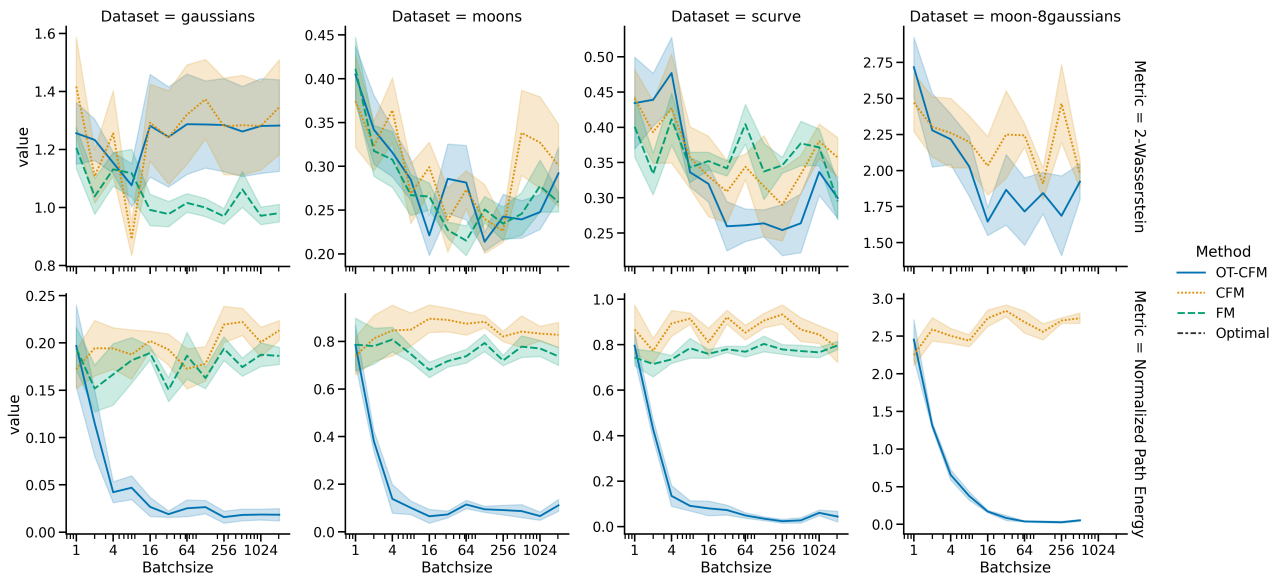 Dataset = gaussians
Dataset = moons
Dataset = scurve
Dataset = moon-8gaussians
1.6
1.4
1.2
1.0
0.8
value
0.45
0.40
0.35
0.30
0.25
0.20
0.50
0.45
0.40
0.35
0.30
0.25
2.75
2.50
2.25
2.00
1.75
1.50
Metric = 2-Wasserstein
Method
OT-CFM
CFM
FM
Optimal
0.25
0.20
0.15
0.10
0.05
0.00
value
1 4 16 64 256 1024
Batchsize
0.8
0.6
0.4
0.2
0.0
1 4 16 64 256 1024
Batchsize
1.0
0.8
0.6
0.4
0.2
0.0
1 4 16 64 256 1024
Batchsize
3.0
2.5
2.0
1.5
1.0
0.5
0.0
1 4 16 64 256 1024
Batchsize
Metric = Normalized Path Energy